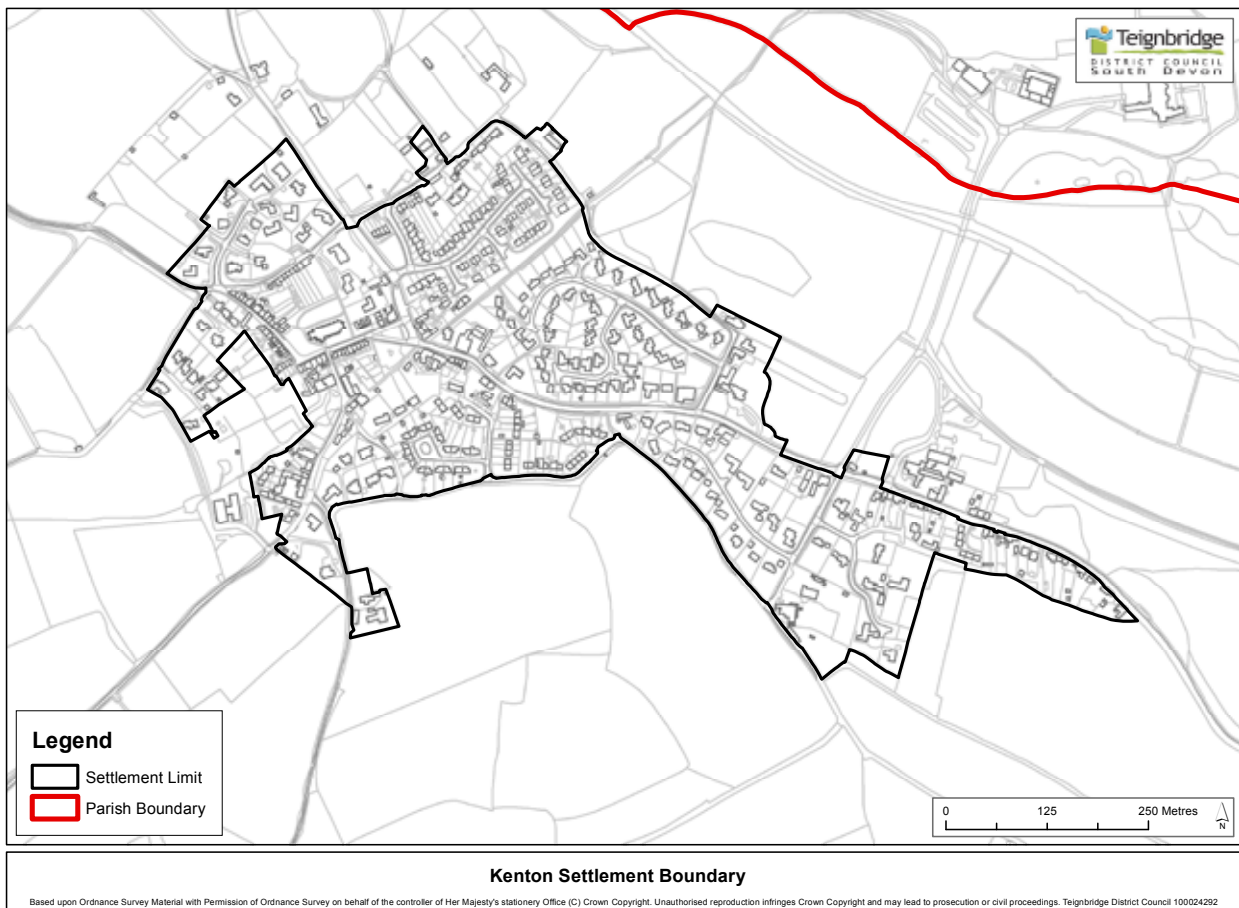 Teignbridge
DISTRICT COUNCIL
South Devon
Legend
Settlement Limit
Parish Boundary
0 125 250 Metres
N
Kenton Settlement Boundary
Based upon Ordnance Survey Material with Permission of Ordnance Survey on behalf of the controller of Her Majesty's stationery Office (C) Crown Copyright. Unauthorised reproduction infringes Crown Copyright and may lead to prosecution or civil proceedings. Teignbridge District Council 100024292